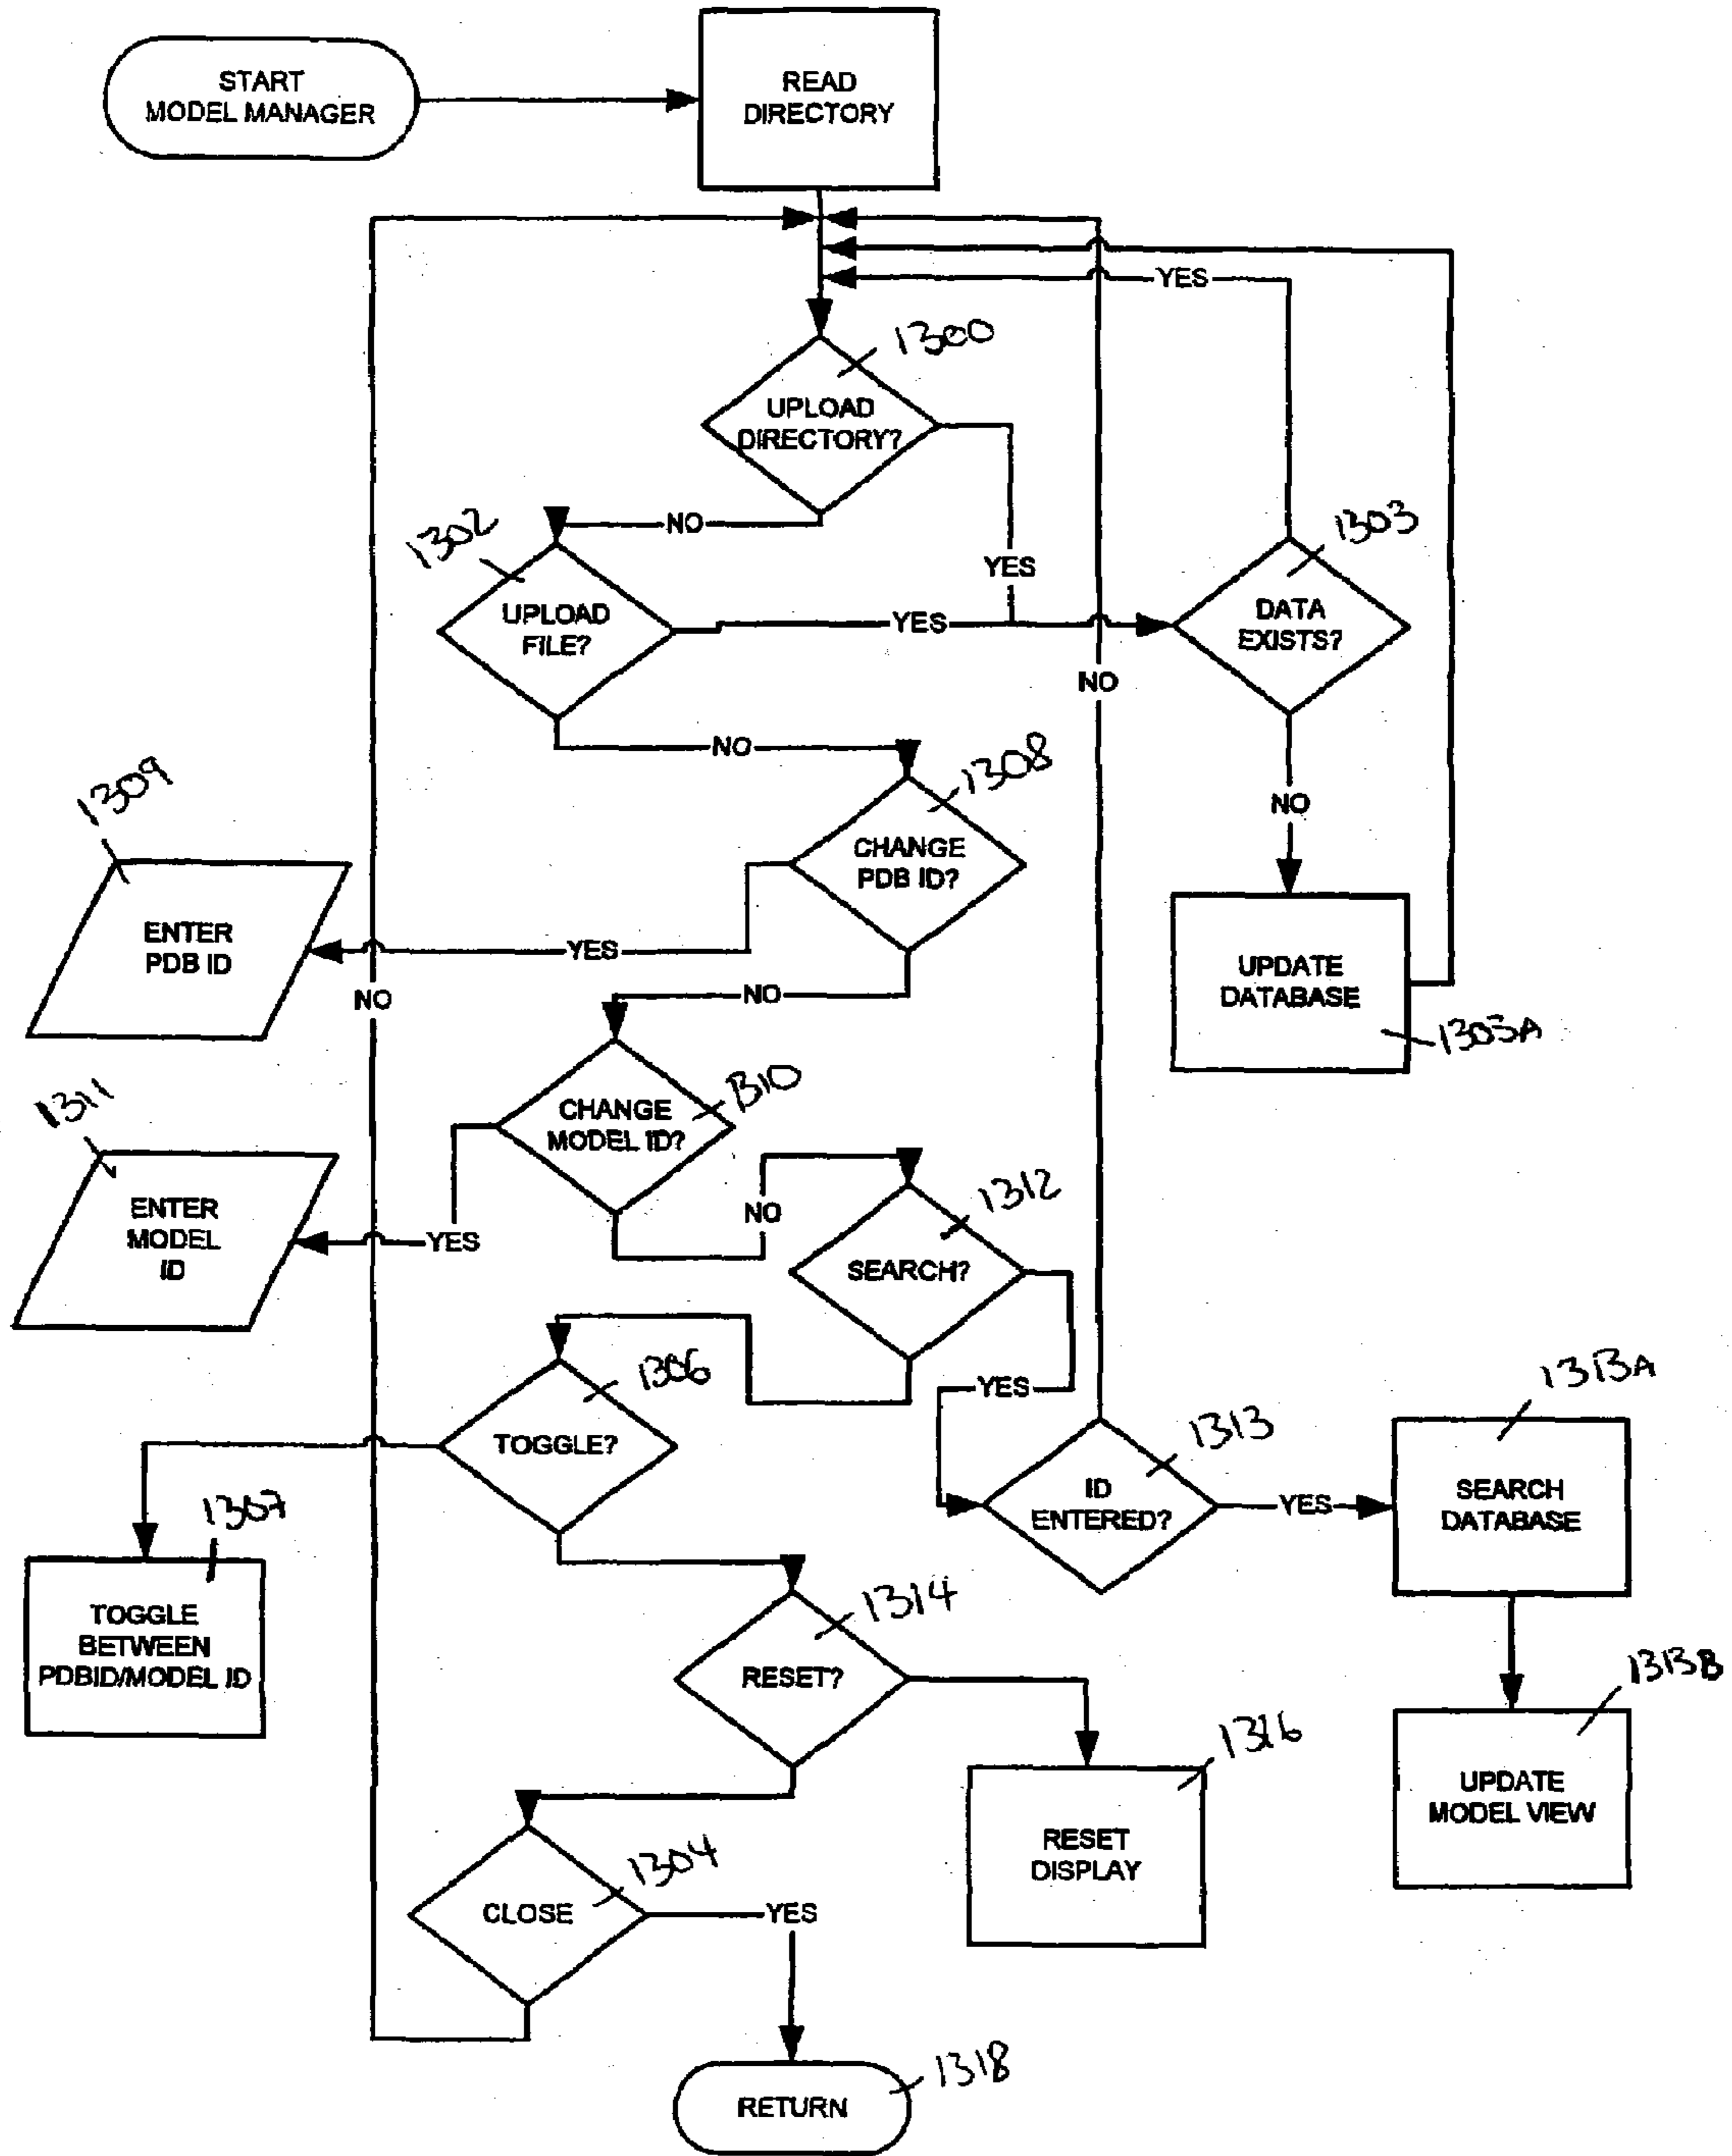 START
MODEL MANAGER
READ
DIRECTORY
YES
1300
UPLOAD
DIRECTORY?
NO
1302
YES
1303
UPLOAD
FILE?
YES
DATA
EXISTS?
NO
NO
1308
1309
NO
CHANGE
PDB ID?
ENTER
PDB ID
YES
NO
NO
UPDATE
DATABASE
1303A
1310
1311
CHANGE
MODEL ID?
ENTER
MODEL
ID
YES
NO
1312
SEARCH?
1306
YES
TOGGLE?
1313
ID
ENTERED?
YES
1313A
SEARCH
DATABASE
1307
TOGGLE
BETWEEN
PDBID/MODEL ID
1314
RESET?
1313B
UPDATE
MODEL VIEW
1316
RESET
DISPLAY
1304
CLOSE
YES
1318
RETURN